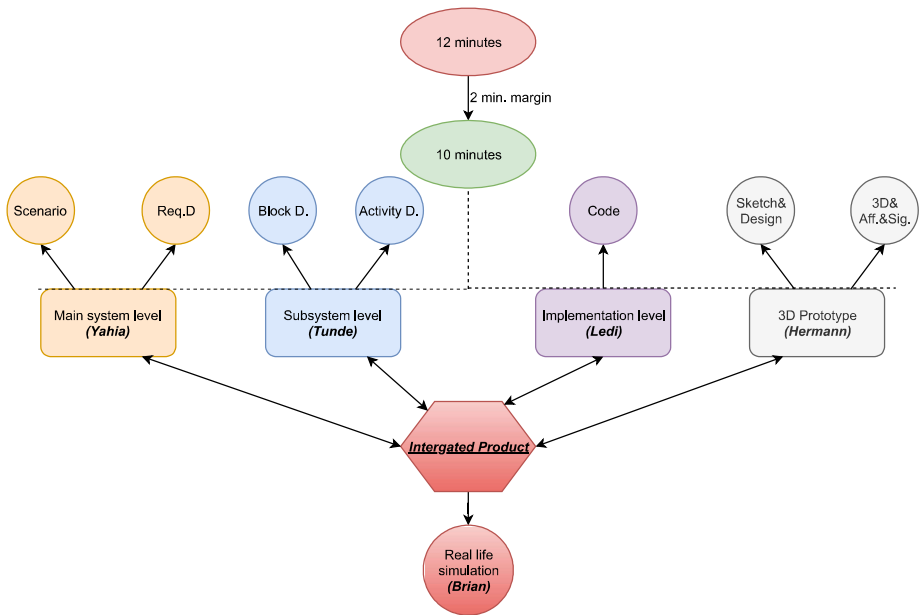 12 minutes
2 min. margin
10 minutes
Scenario
Req.D
Block D.
Activity D.
Code
Sketch&
Design
3D&
Aff.&Sig.
Main system level
(Yahia)
Subsystem level
(Tunde)
Implementation level
(Ledi)
3D Prototype
(Hermann)
Intergated Product
Real life
simulation
(Brian)